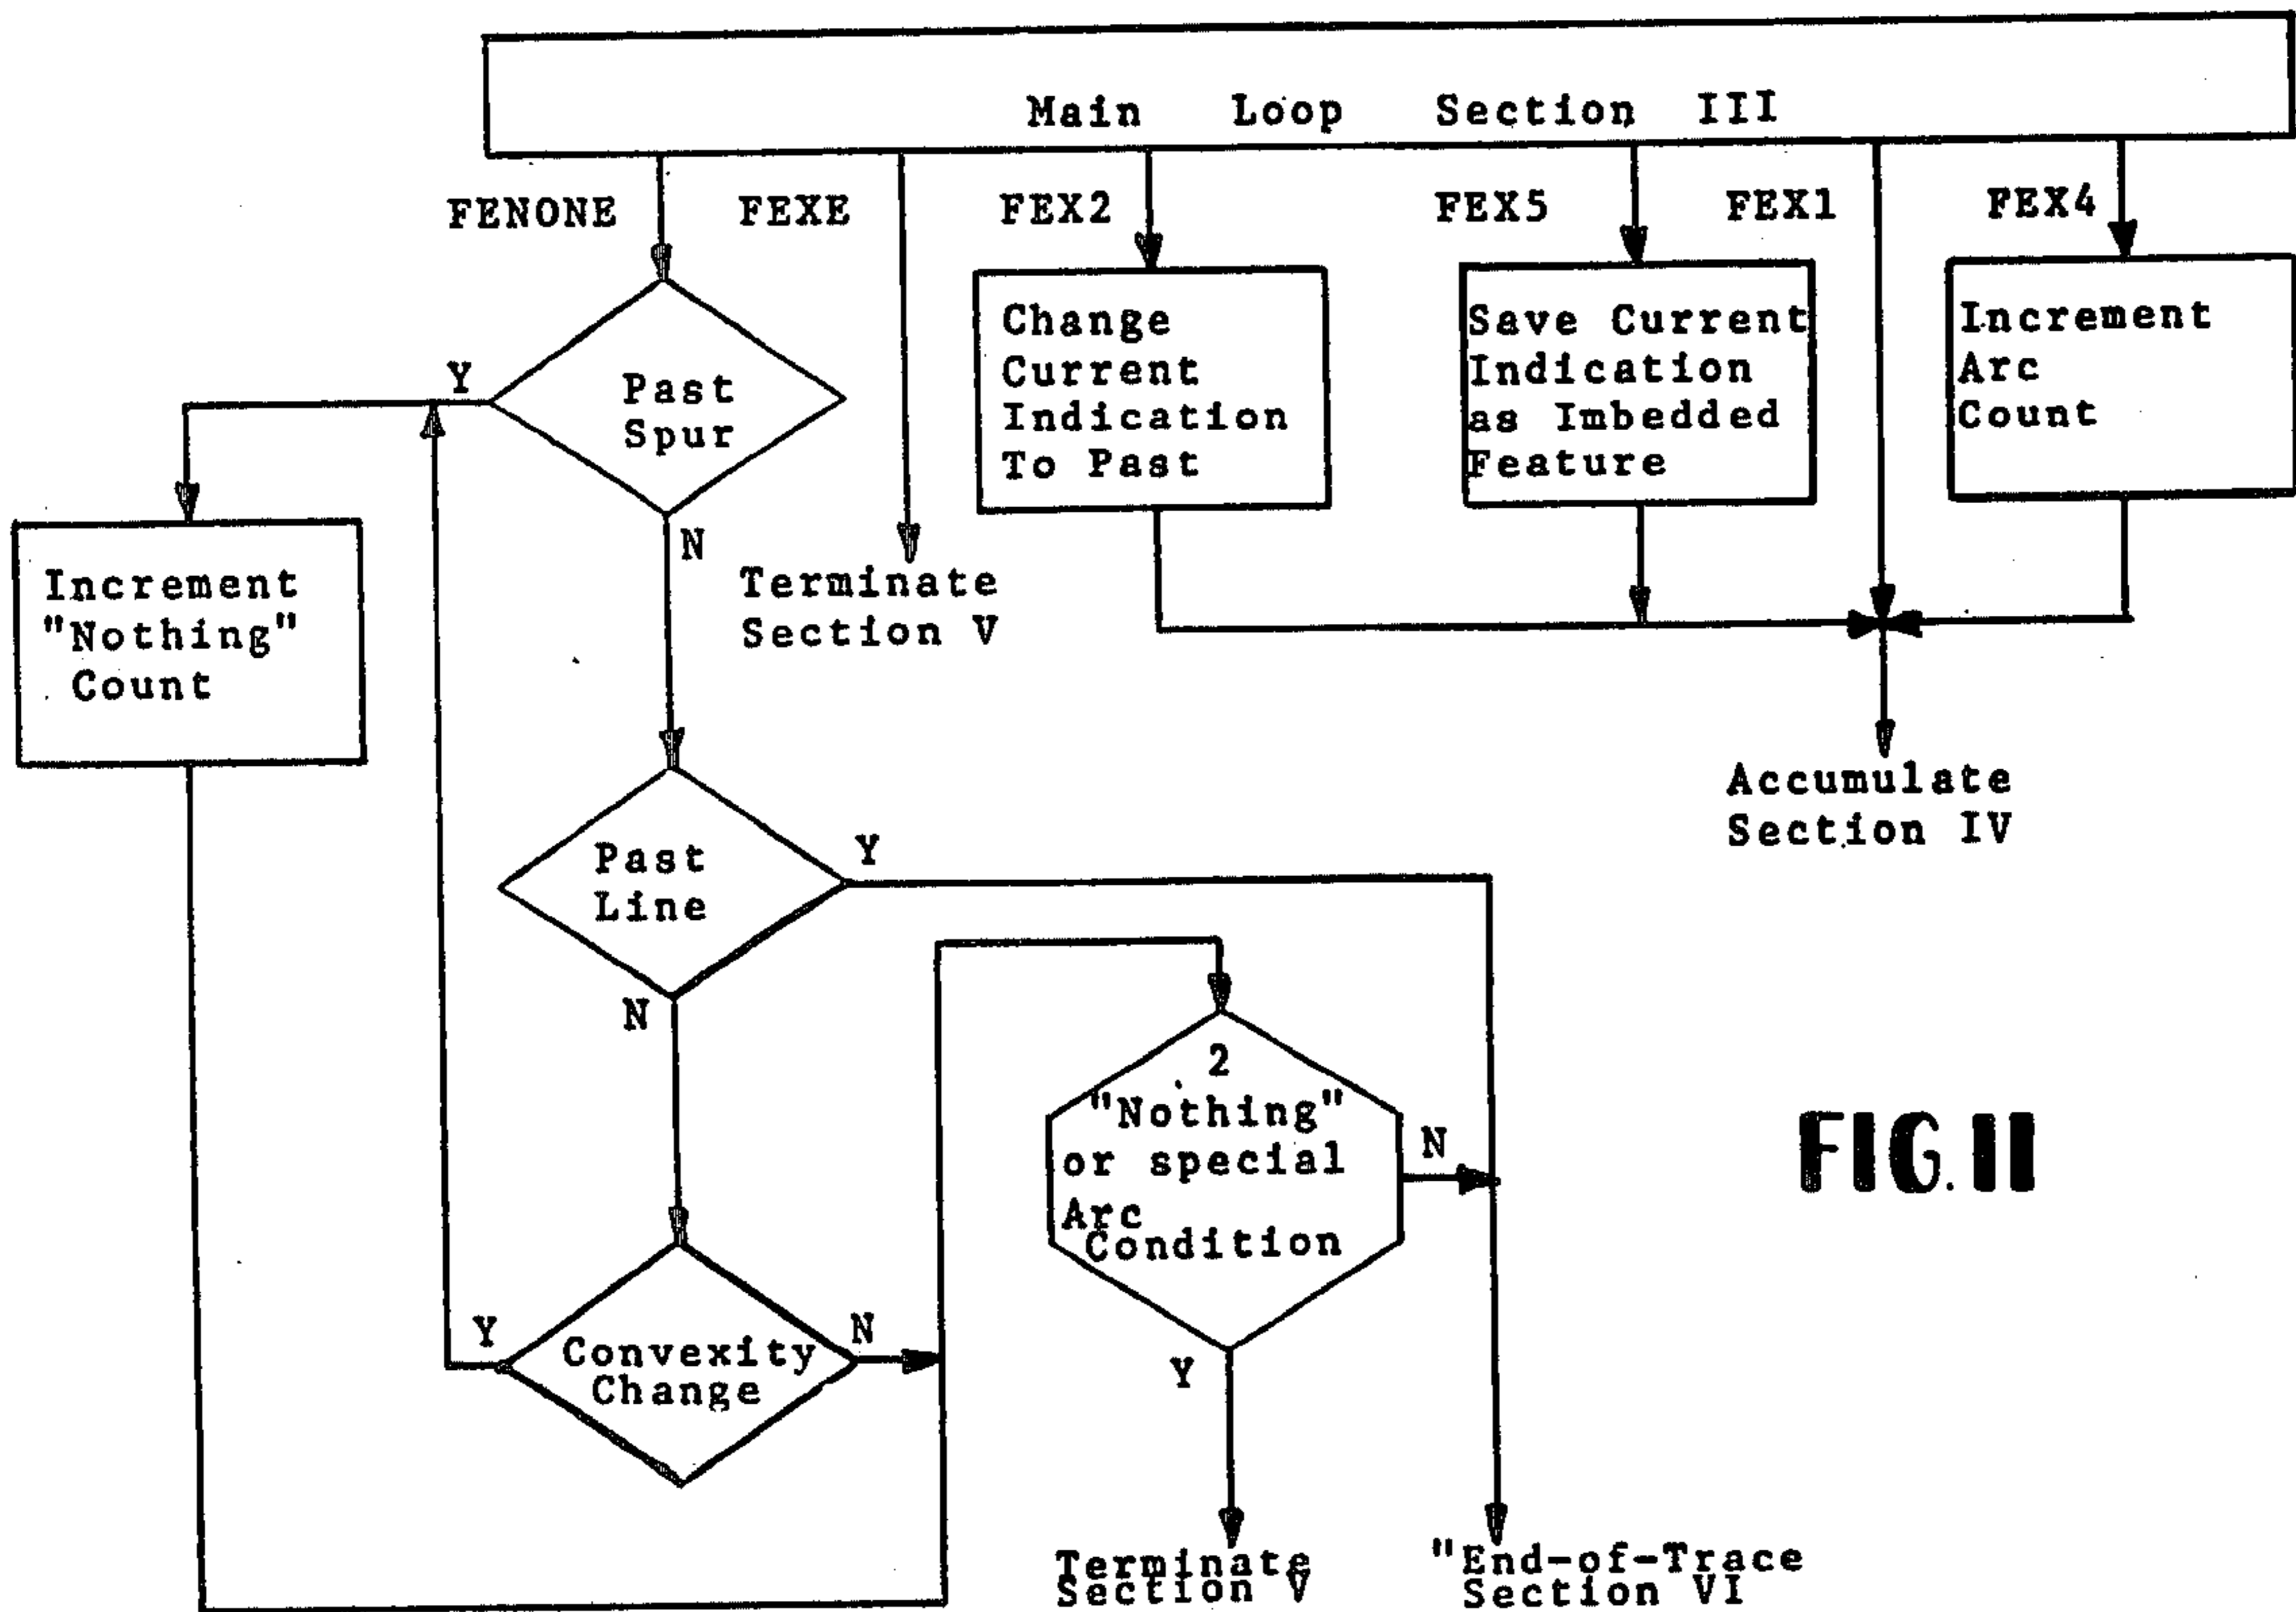 Main Loop Section III
FENONE
FEXE
FEX2
FEX5
FEX1
FEX4
Past
Spur
Y
N
Change
Current
Indication
To Past
Save Current
Indication
as Imbedded
Feature
Increment
Arc
Count
Increment
"Nothing"
Count
Terminate
Section V
Accumulate
Section IV
Past
Line
Y
N
2
"Nothing"
or special
Arc
Condition
N
Y
Convexity
Change
Y
N
Terminate
Section V
"End-of-Trace
Section VI
FIG. 11